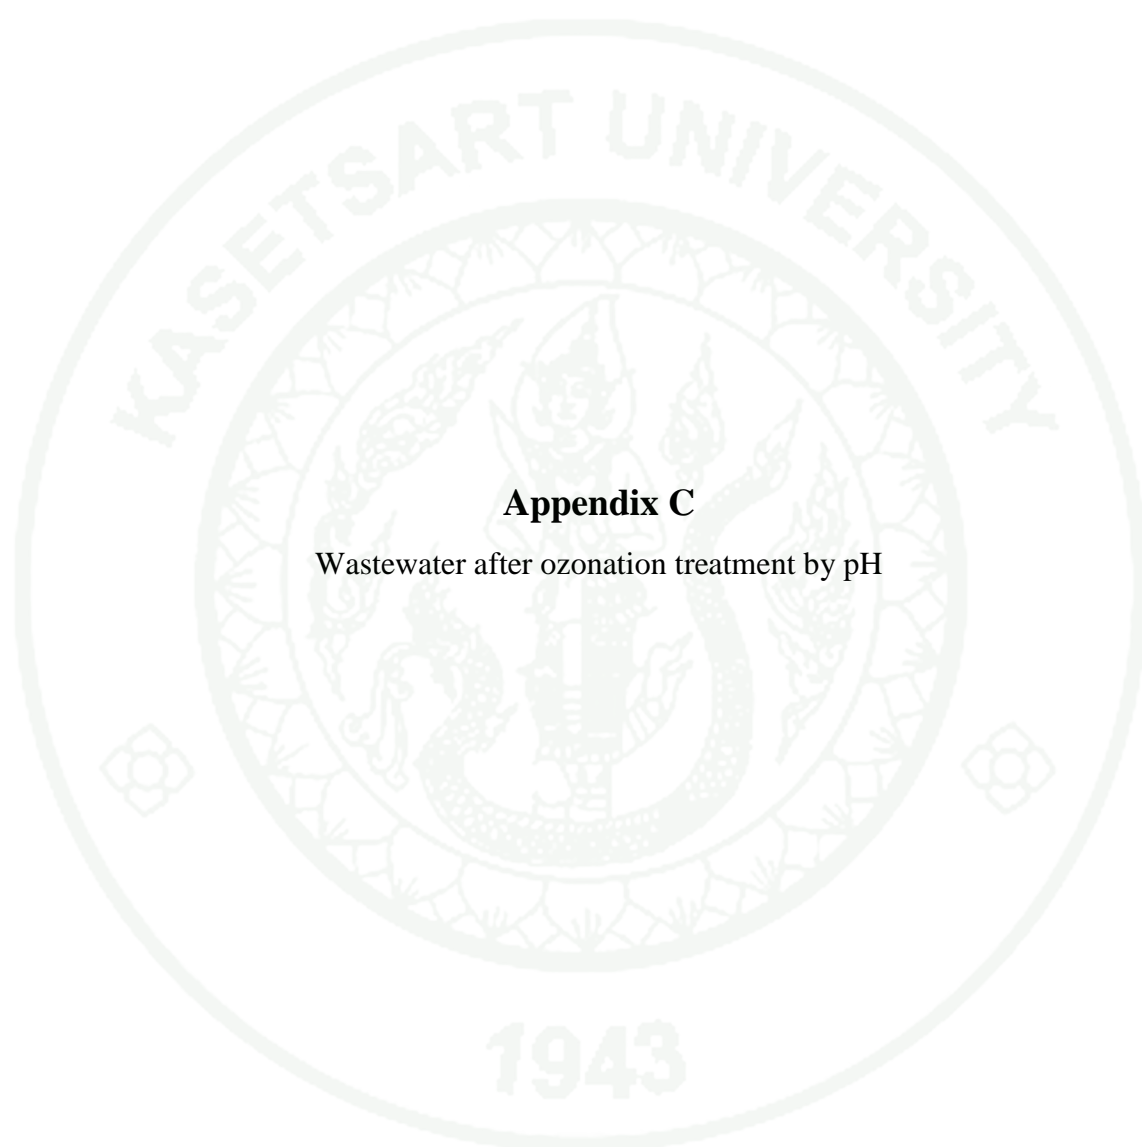 KASETSART UNIVERSITY
Appendix C
Wastewater after ozonation treatment by pH
1943